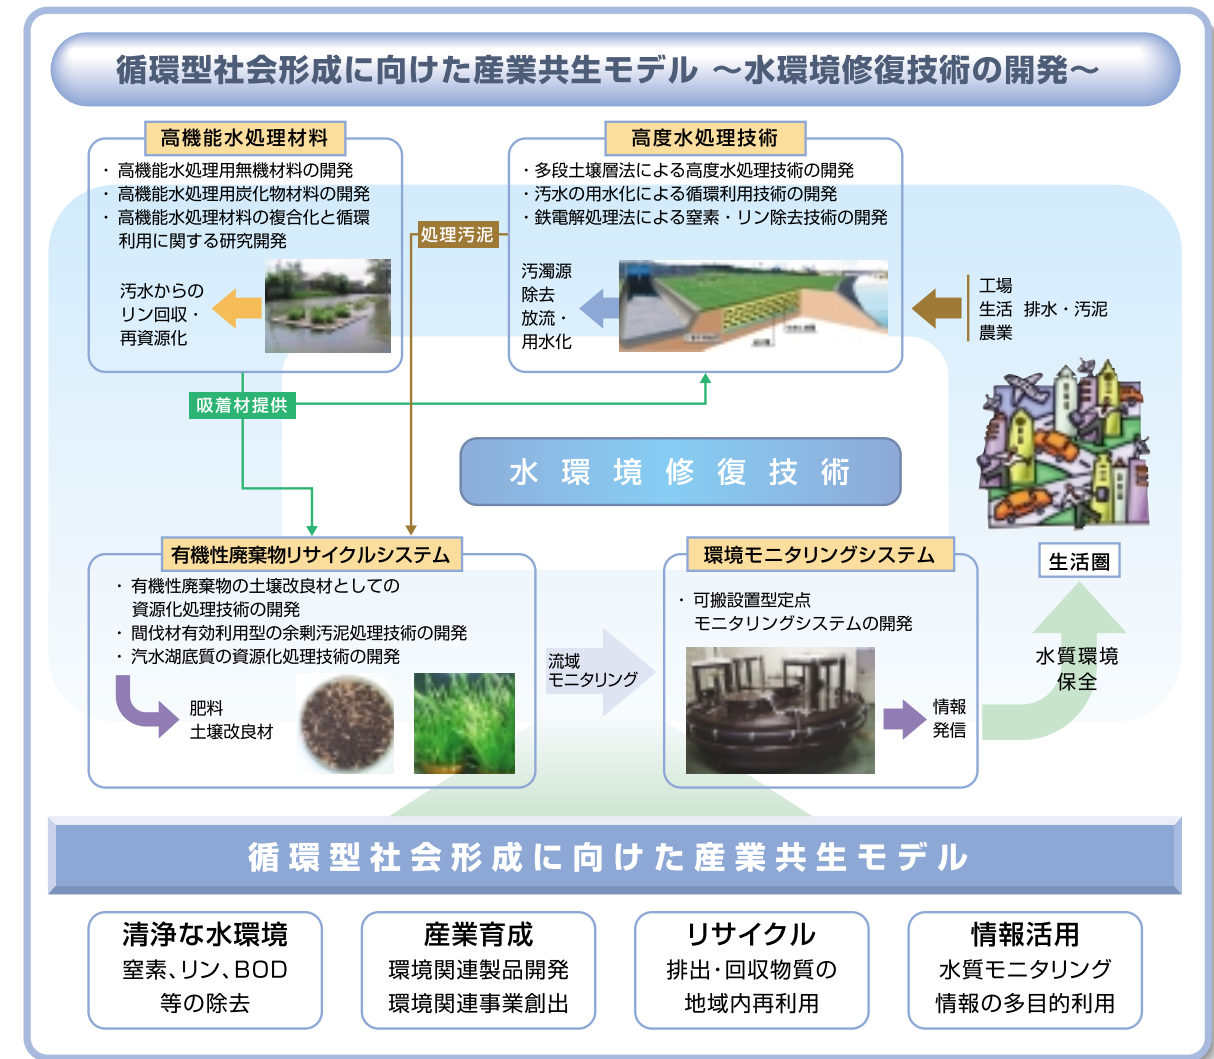 循環型社会形成に向けた産業共生モデル ～水環境修復技術の開発～
高機能水処理材料
・ 高機能水処理用無機材料の開発
・ 高機能水処理用炭化物材料の開発
・ 高機能水処理材料の複合化と循環
利用に関する研究開発
汚水からの
リン回収・
再資源化
高度水処理技術
・多段土壌層法による高度水処理技術の開発
・汚水の用水化による循環利用技術の開発
・鉄電解処理法による窒素・リン除去技術の開発
処理汚泥
汚濁源
除去
放流・
用水化
工場
生活 排水・汚泥
農業
吸着材提供
水環境修復技術
生活圏
有機性廃棄物リサイクルシステム
・ 有機性廃棄物の土壌改良材としての
資源化処理技術の開発
・ 間伐材有効利用型の余剰汚泥処理技術の開発
・ 汽水湖底質の資源化処理技術の開発
肥料
土壌改良材
流域
モニタリング
環境モニタリングシステム
・ 可搬設置型定点
モニタリングシステムの開発
情報
発信
水質環境
保全
循環型社会形成に向けた産業共生モデル
清浄な水環境
窒素、リン、BOD
等の除去
産業育成
環境関連製品開発
環境関連事業創出
リサイクル
排出・回収物質の
地域内再利用
情報活用
水質モニタリング
情報の多目的利用